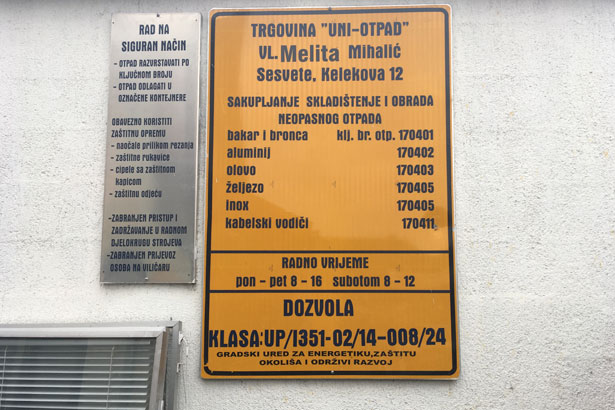 RAD NA
SIGURAN NAČIN
- OTPAD RAZVRSTAVATI PO
KLJUČNOM BROJU
- OTPAD ODLAGATI U
OZNAČENE KONTEJNERE
OBAVEZNO KORISTITI
ZAŠTITNU OPREMU
- naočale prilikom rezanja
- zaštitne rukavice
- cipele sa zaštitnom
kapicom
- zaštitnu odjeću
-ZABRANJEN PRISTUP I
ZADRŽAVANJE U RADNOM
DJELOKRUGU STROJEVA
-ZABRANJEN PRIJEVOZ
OSOBA NA VILIČARU
TRGOVINA "UNI-OTPAD"
VL. Melita Mihalić
Sesvete, Kelekova 12
SAKUPLJANJE SKLADIŠTENJE I OBRADA
NEOPASNOG OTPADA
bakar i bronca klj. br. otp. 170401
aluminij 170402
olovo 170403
željezo 170405
inox 170405
kabelski vodiči 170411
RADNO VRIJEME
pon - pet 8 - 16 subotom 8 - 12
DOZVOLA
KLASA:UP/I351-02/14-008/24
GRADSKI URED ZA ENERGETIKU,ZAŠTITU
OKOLIŠA I ODRŽIVI RAZVOJ